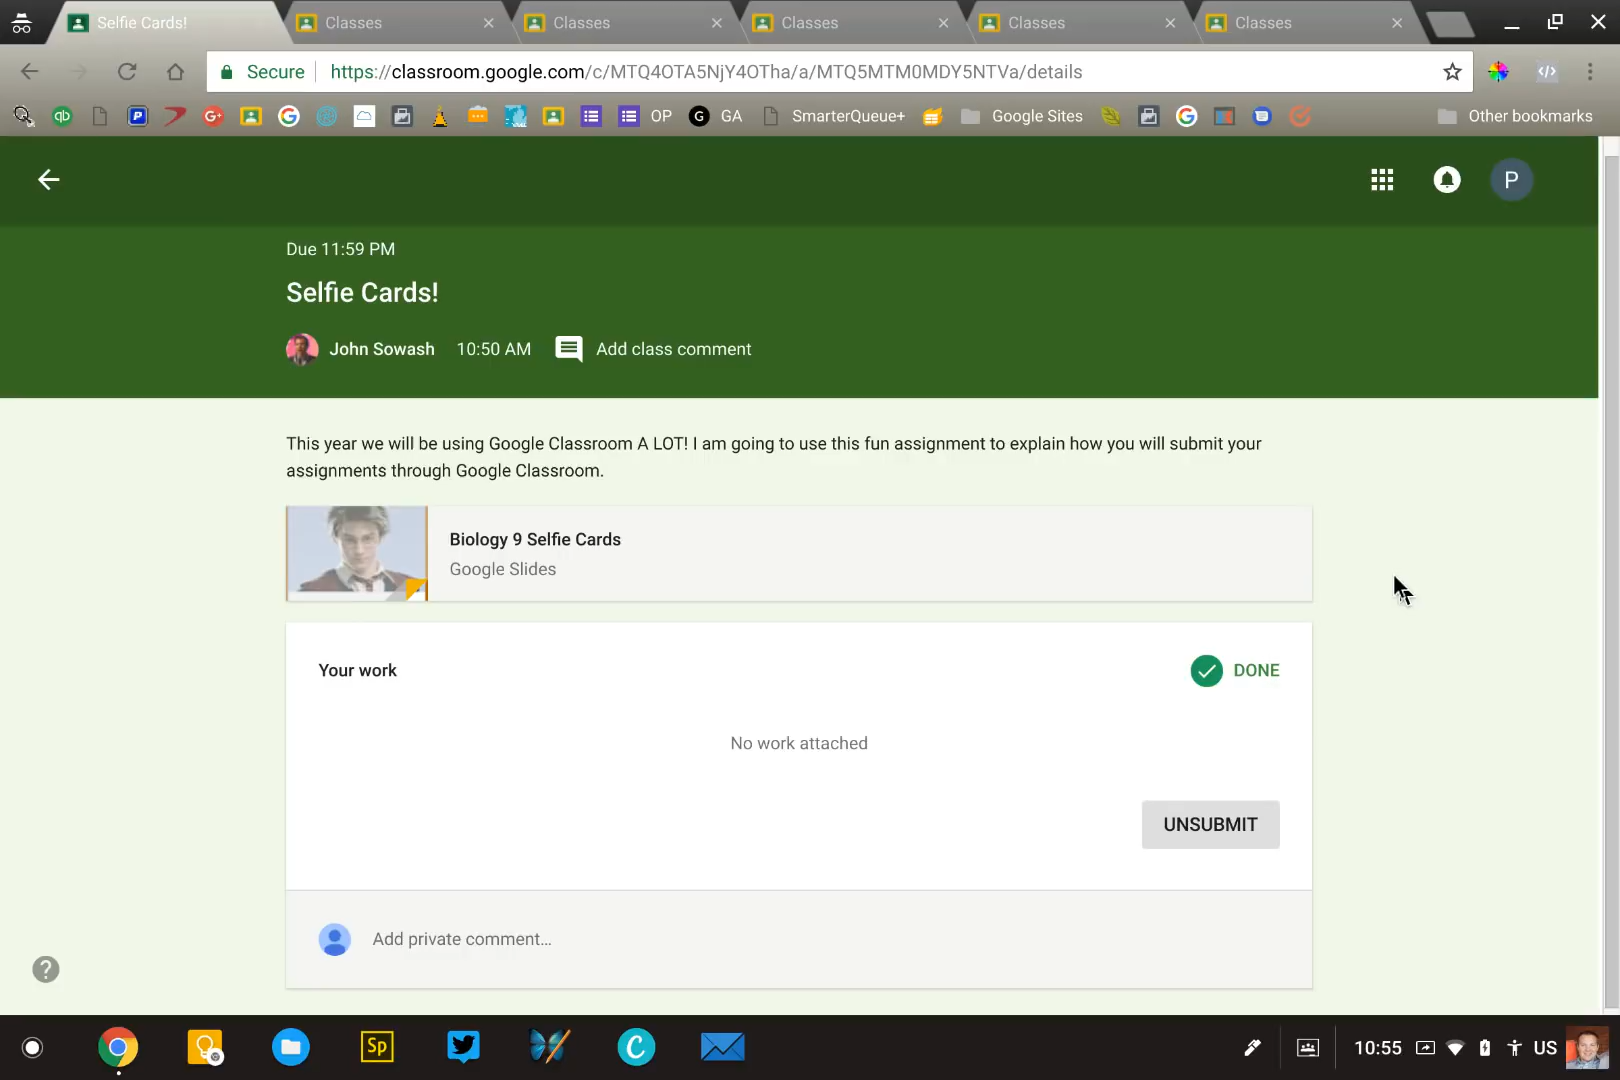 Selfie Cards!
Classes
Classes
Classes
Classes
Classes
Secure
https://classroom.google.com/c/MTQ4OTA5NjY4OTha/a/MTQ5MTM0MDY5NTVa/details
qb
P
G+
G
OP
G
GA
SmarterQueue+
Google Sites
G
Other bookmarks
P
Due 11:59 PM
Selfie Cards!
John Sowash 10:50 AM Add class comment
This year we will be using Google Classroom A LOT! I am going to use this fun assignment to explain how you will submit your
assignments through Google Classroom.
Biology 9 Selfie Cards
Google Slides
Your work
DONE
No work attached
UNSUBMIT
Add private comment...
?
Sp
C
10:55
US